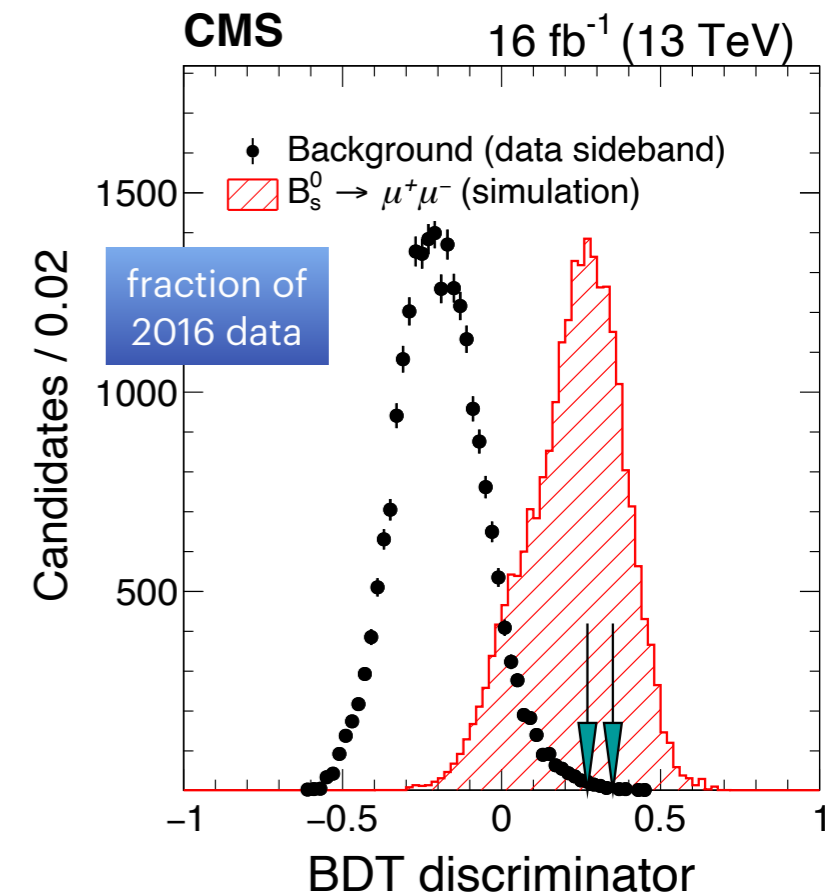 CMS
16 fb⁻¹ (13 TeV)
Background (data sideband)
B⁰ₛ → μ⁺μ⁻ (simulation)
fraction of
2016 data
Candidates / 0.02
1500
1000
500
−1
−0.5
0
0.5
1
BDT discriminator